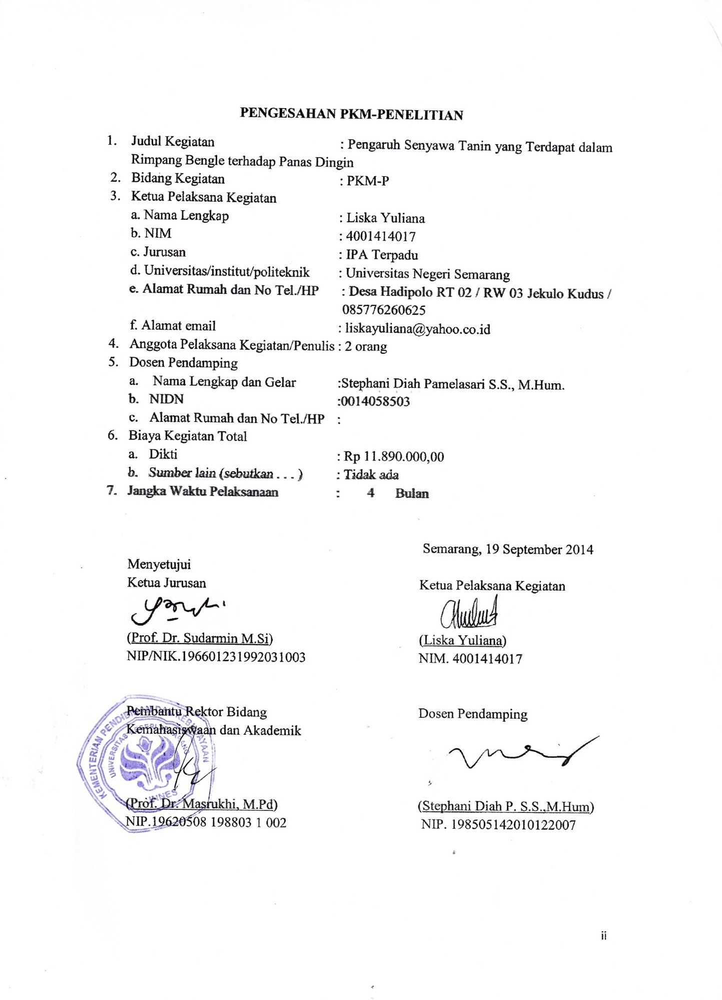 PENGESAHAN PKM-PENELITIAN
1. Judul Kegiatan : Pengaruh Senyawa Tanin yang Terdapat dalam
Rimpang Bengle terhadap Panas Dingin
2. Bidang Kegiatan : PKM-P
3. Ketua Pelaksana Kegiatan
a. Nama Lengkap : Liska Yuliana
b. NIM : 4001414017
c. Jurusan : IPA Terpadu
d. Universitas/institut/politeknik : Universitas Negeri Semarang
e. Alamat Rumah dan No Tel./HP : Desa Hadipolo RT 02 / RW 03 Jekulo Kudus /
085776260625
f. Alamat email : liskayuliana@yahoo.co.id
4. Anggota Pelaksana Kegiatan/Penulis : 2 orang
5. Dosen Pendamping
a. Nama Lengkap dan Gelar :Stephani Diah Pamelasari S.S., M.Hum.
b. NIDN :0014058503
c. Alamat Rumah dan No Tel./HP :
6. Biaya Kegiatan Total
a. Dikti : Rp 11.890.000,00
b. Sumber lain (sebutkan . . . ) : Tidak ada
7. Jangka Waktu Pelaksanaan : 4 Bulan
Semarang, 19 September 2014
Menyetujui
Ketua Jurusan
Ketua Pelaksana Kegiatan
(Prof. Dr. Sudarmin M.Si)
(Liska Yuliana)
NIP/NIK.196601231992031003
NIM. 4001414017
Pembantu Rektor Bidang
Dosen Pendamping
Kemahasiswaan dan Akademik
KEMENTERIAN PENDIDIKAN DAN KEBUDAYAAN
UNIVERSITAS NEGERI SEMARANG
UNNES
(Prof. Dr. Masrukhi, M.Pd)
(Stephani Diah P. S.S.,M.Hum)
NIP.19620508 198803 1 002
NIP. 198505142010122007
ii